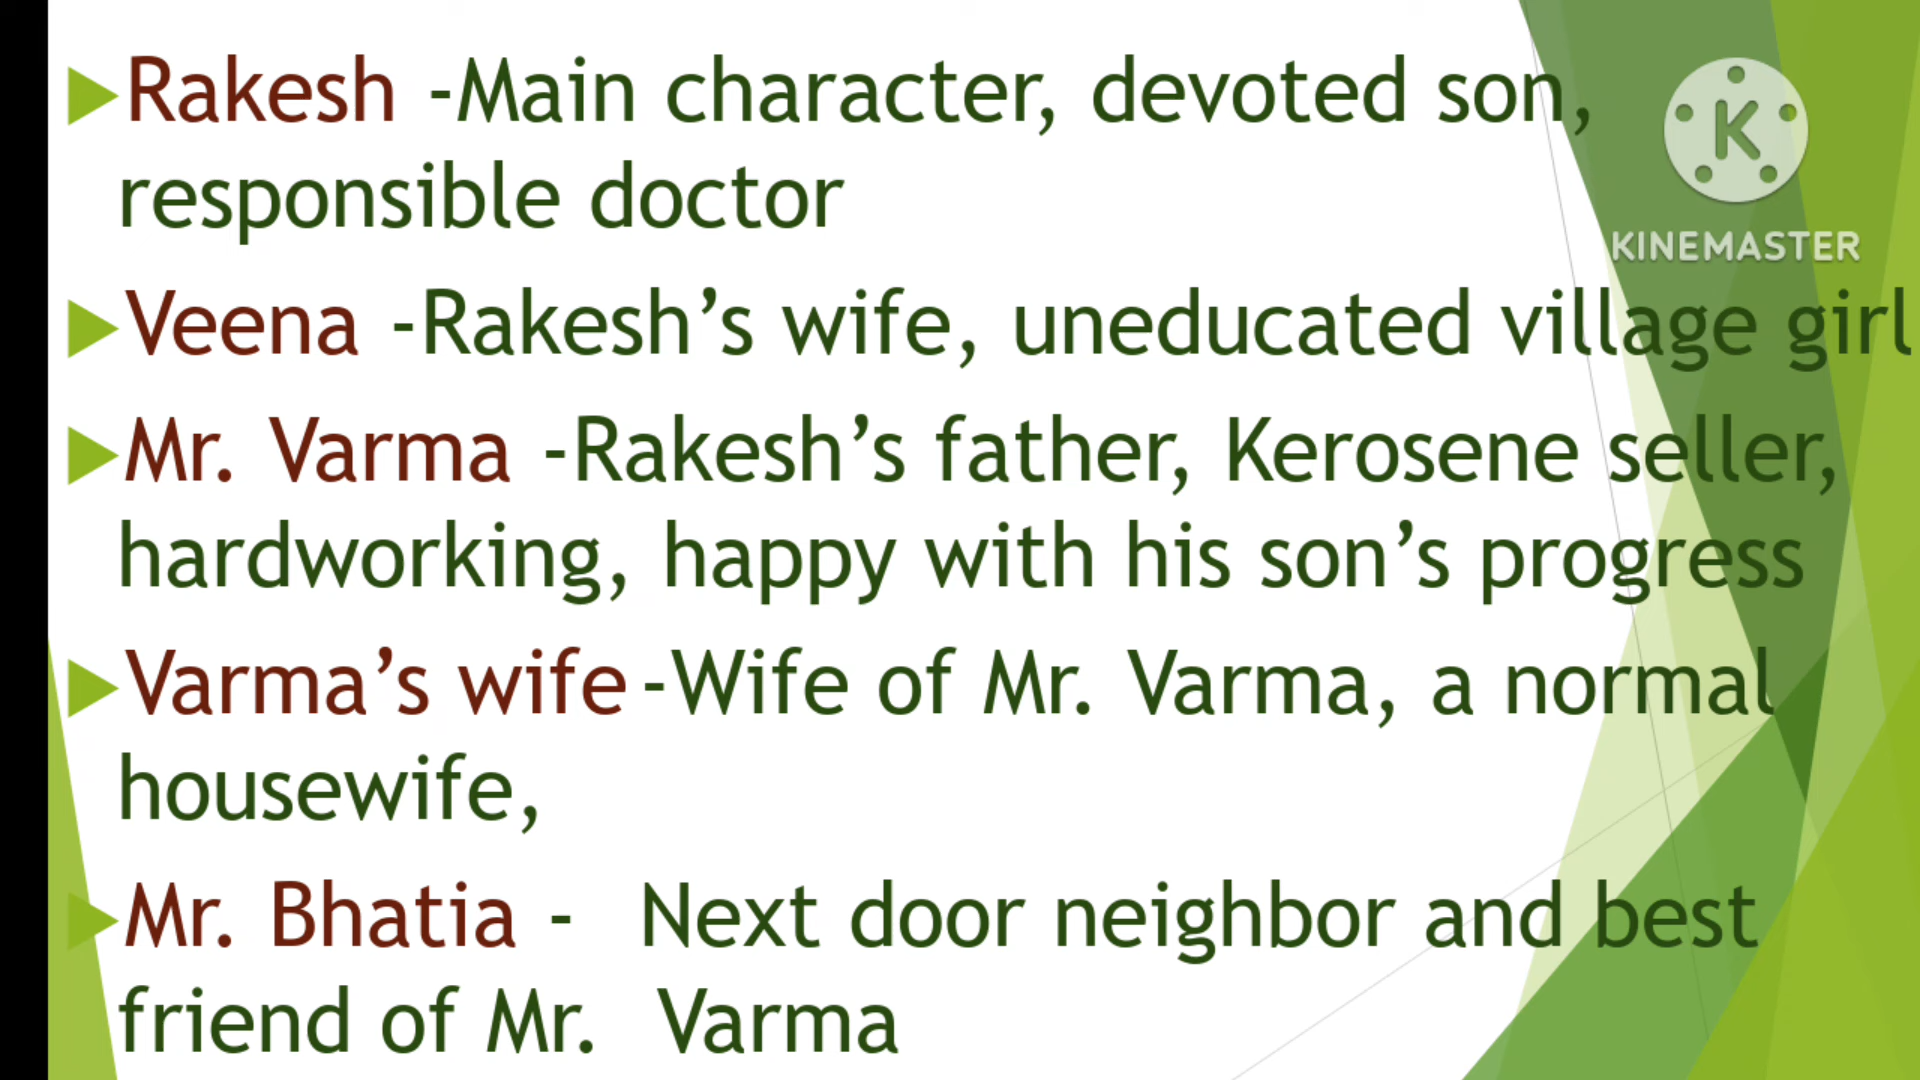 Rakesh -Main character, devoted son,
responsible doctor
Veena -Rakesh’s wife, uneducated village girl
Mr. Varma -Rakesh’s father, Kerosene seller,
hardworking, happy with his son’s progress
Varma’s wife -Wife of Mr. Varma, a normal
housewife,
Mr. Bhatia - Next door neighbor and best
friend of Mr. Varma
K
KINEMASTER